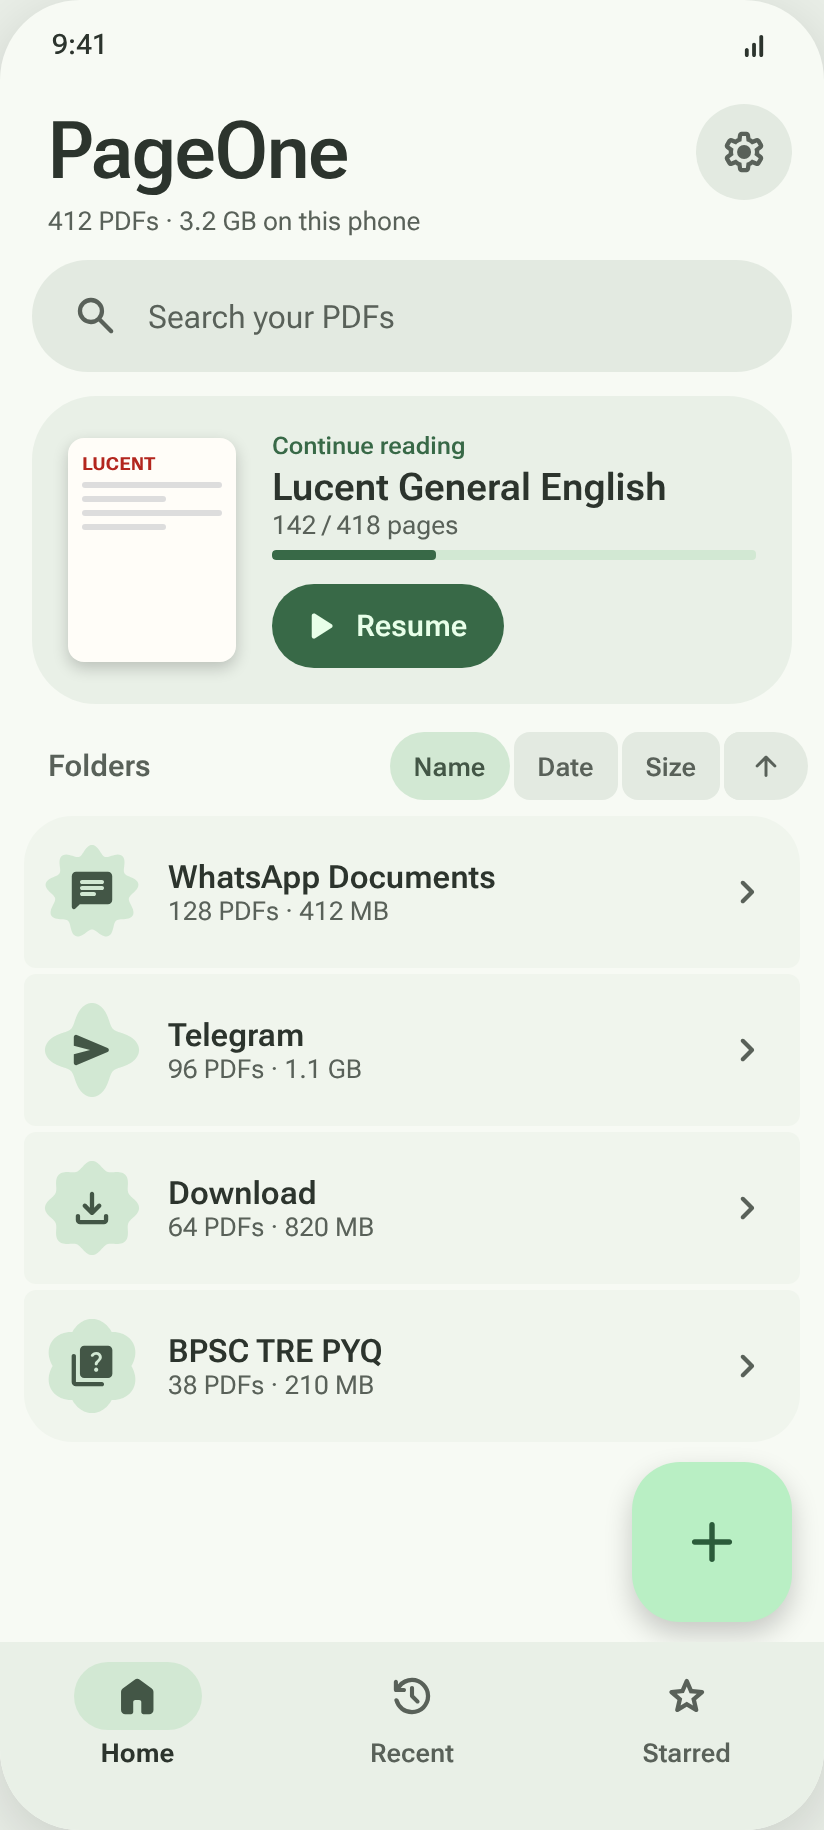 9:41
PageOne
412 PDFs · 3.2 GB on this phone
Search your PDFs
LUCENT
Continue reading
Lucent General English
142 / 418 pages
Resume
Folders
Name
Date
Size
WhatsApp Documents
128 PDFs · 412 MB
Telegram
96 PDFs · 1.1 GB
Download
64 PDFs · 820 MB
?
BPSC TRE PYQ
38 PDFs · 210 MB
Home
Recent
Starred